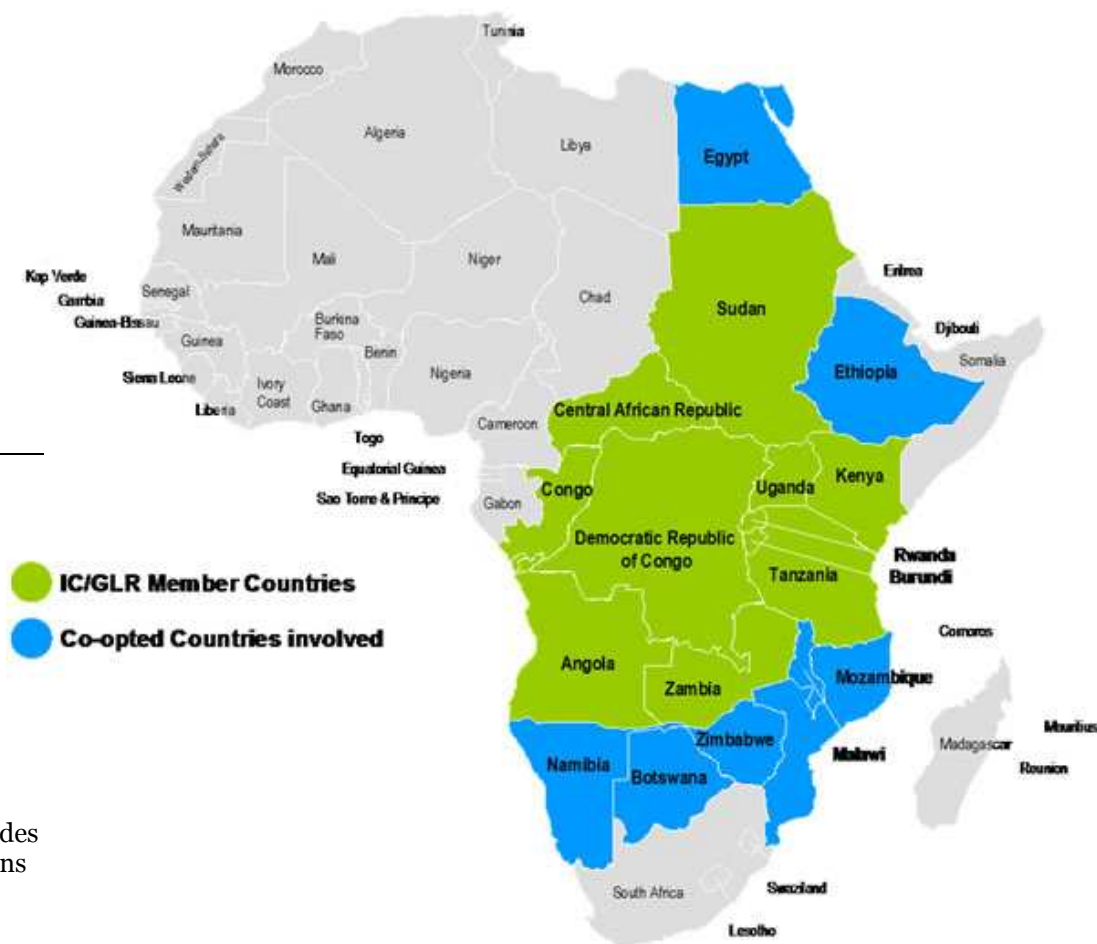 Tunisia
Morocco
Algeria
Libya
Egypt
Western Sahara
Mauritania
Mali
Niger
Chad
Sudan
Eritrea
Kap Verde
Senegal
Gambia
Guinea-Bissau
Burkina
Faso
Djibouti
Guinea
Benin
Nigeria
Ethiopia
Somalia
Sierra Leone
Ivory
Coast
Liberia
Ghana
Central African Republic
Cameroon
Togo
Equatorial Guinea
Sao Torre & Principe
Gabon
Congo
Uganda
Kenya
Democratic Republic
of Congo
Rwanda
Burundi
Tanzania
IC/GLR Member Countries
Co-opted Countries involved
Comoros
Angola
Zambia
Mozambique
Mauritius
Zimbabwe
Malawi
Madagascar
Reunion
Namibia
Botswana
des
ns
South Africa
Swaziland
Lesotho